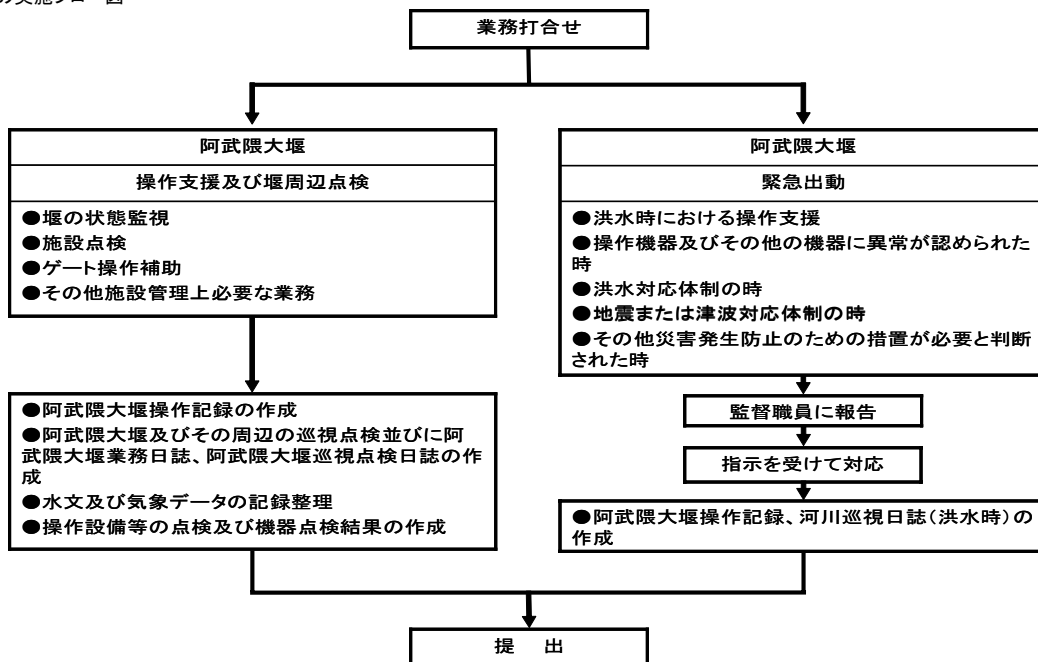 の実施フロー図
業務打合せ
阿武隈大堰
操作支援及び堰周辺点検
●堰の状態監視
●施設点検
●ゲート操作補助
●その他施設管理上必要な業務
●阿武隈大堰操作記録の作成
●阿武隈大堰及びその周辺の巡視点検並びに阿
武隈大堰業務日誌、阿武隈大堰巡視点検日誌の作
成
●水文及び気象データの記録整理
●操作設備等の点検及び機器点検結果の作成
阿武隈大堰
緊急出動
●洪水時における操作支援
●操作機器及びその他の機器に異常が認められた
時
●洪水対応体制の時
●地震または津波対応体制の時
●その他災害発生防止のための措置が必要と判断
された時
監督職員に報告
指示を受けて対応
●阿武隈大堰操作記録、河川巡視日誌(洪水時)の
作成
提　出